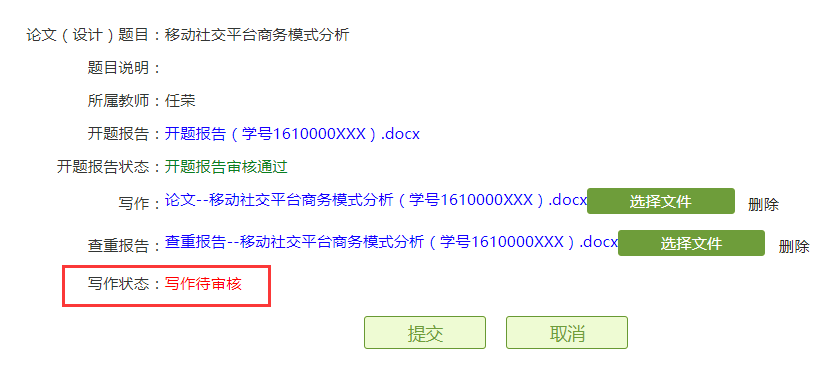 论文（设计）题目：移动社交平台商务模式分析
题目说明：
所属教师：任荣
开题报告：开题报告（学号1610000XXX）.docx
开题报告状态：开题报告审核通过
写作：论文--移动社交平台商务模式分析（学号1610000XXX）.docx 选择文件 删除
查重报告：查重报告--移动社交平台商务模式分析（学号1610000XXX）.docx 选择文件 删除
写作状态：写作待审核
提交 取消